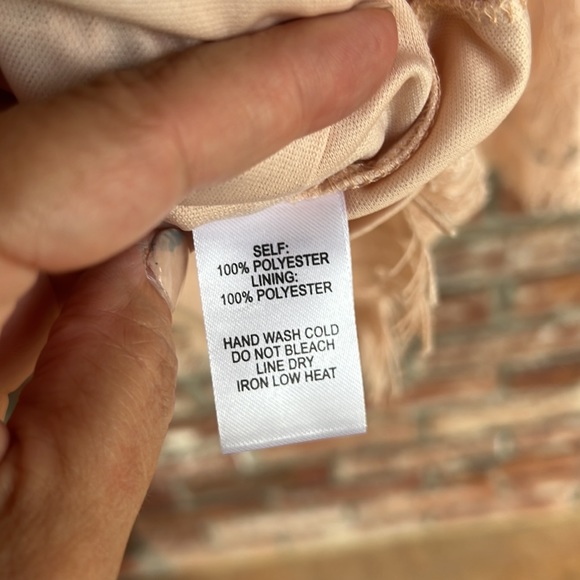 SELF:
100% POLYESTER
LINING:
100% POLYESTER
HAND WASH COLD
DO NOT BLEACH
LINE DRY
IRON LOW HEAT